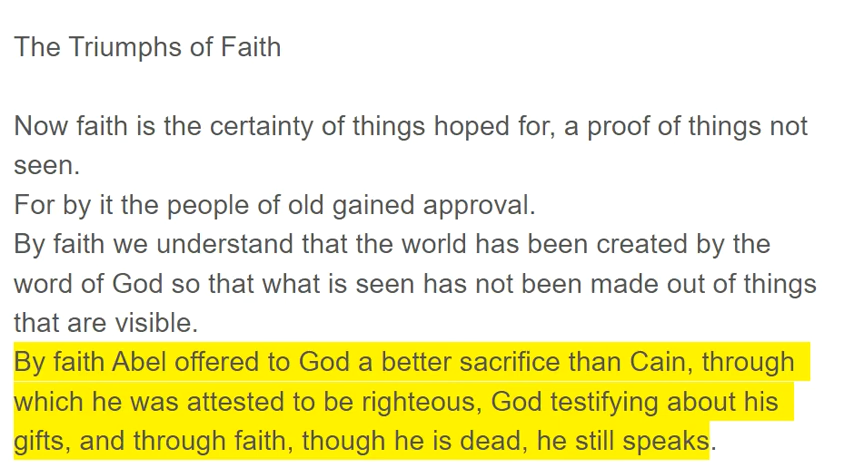 The Triumphs of Faith
Now faith is the certainty of things hoped for, a proof of things not
seen.
For by it the people of old gained approval.
By faith we understand that the world has been created by the
word of God so that what is seen has not been made out of things
that are visible.
By faith Abel offered to God a better sacrifice than Cain, through
which he was attested to be righteous, God testifying about his
gifts, and through faith, though he is dead, he still speaks.